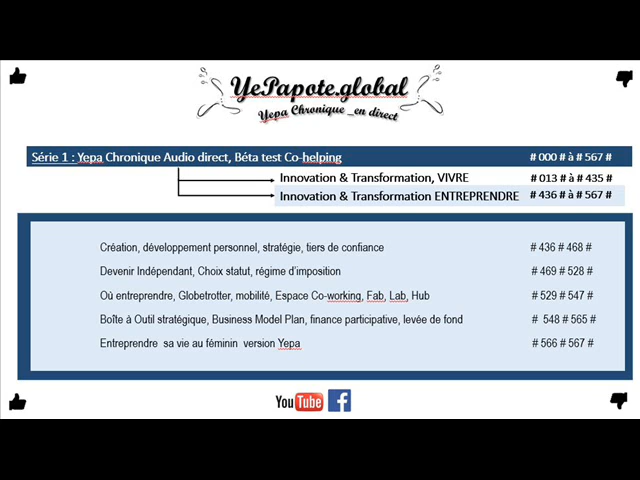 YePapote.global
Yepa Chronique _en direct
Série 1 : Yepa Chronique Audio direct, Béta test Co-helping # 000 # à # 567 #
Innovation & Transformation, VIVRE # 013 # à # 435 #
Innovation & Transformation ENTREPRENDRE # 436 # à # 567 #
Création, développement personnel, stratégie, tiers de confiance # 436 # 468 #
Devenir Indépendant, Choix statut, régime d'imposition # 469 # 528 #
Où entreprendre, Globetrotter, mobilité, Espace Co-working, Fab, Lab, Hub # 529 # 547 #
Boîte à Outil stratégique, Business Model Plan, finance participative, levée de fond # 548 # 565 #
Entreprendre sa vie au féminin version Yepa # 566 # 567 #
YouTube f